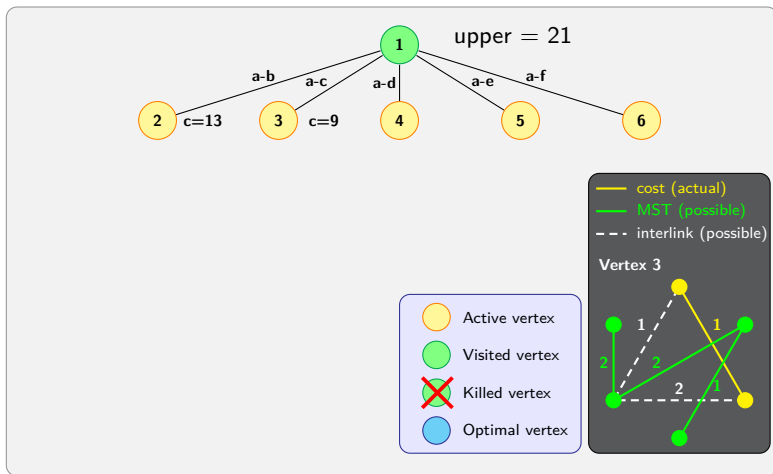 1
upper = 21
a-b
a-c
a-d
a-e
a-f
2
c=13
3
c=9
4
5
6
cost (actual)
MST (possible)
interlink (possible)
Vertex 3
1
1
2
2
1
2
Active vertex
Visited vertex
Killed vertex
Optimal vertex